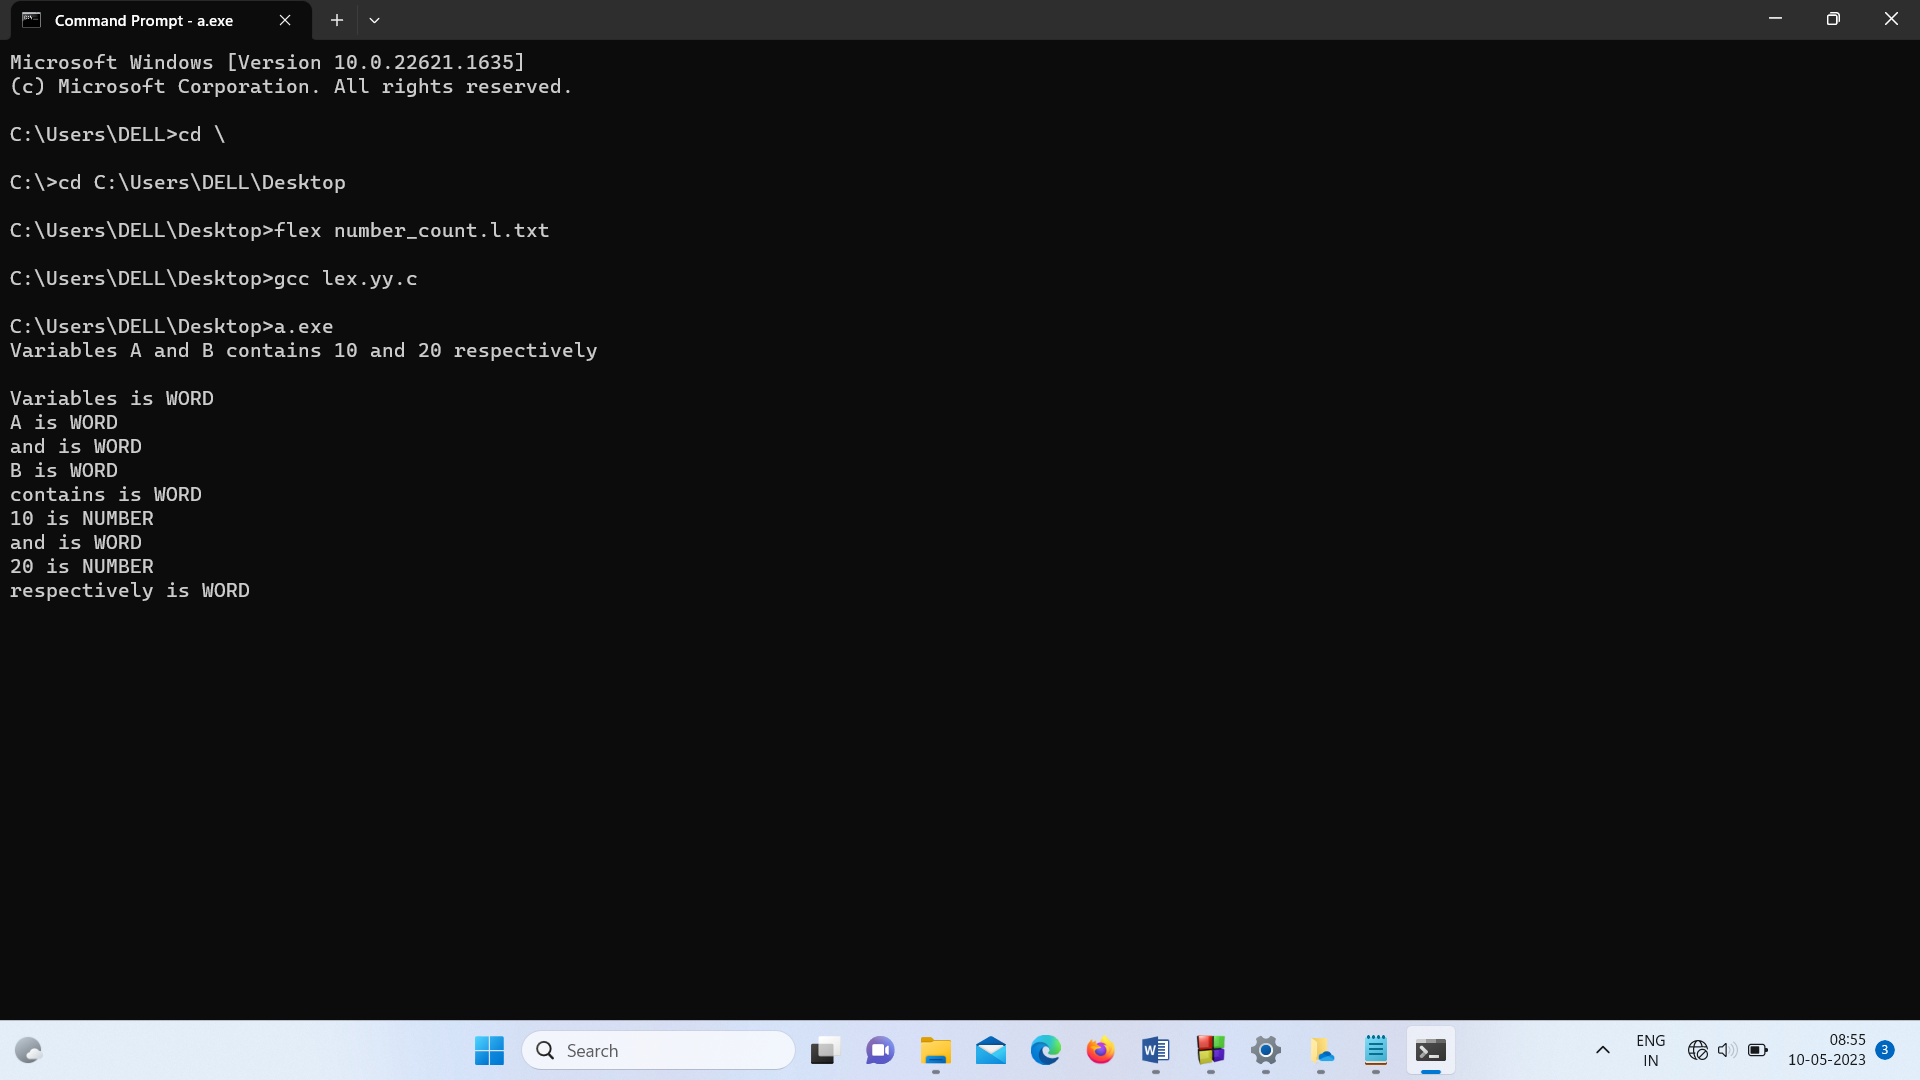 Command Prompt - a.exe
Microsoft Windows [Version 10.0.22621.1635]
(c) Microsoft Corporation. All rights reserved.
C:\Users\DELL>cd \
C:\>cd C:\Users\DELL\Desktop
C:\Users\DELL\Desktop>flex number_count.l.txt
C:\Users\DELL\Desktop>gcc lex.yy.c
C:\Users\DELL\Desktop>a.exe
Variables A and B contains 10 and 20 respectively
Variables is WORD
A is WORD
and is WORD
B is WORD
contains is WORD
10 is NUMBER
and is WORD
20 is NUMBER
respectively is WORD
Search
W
ENG
IN
08:55
10-05-2023
3